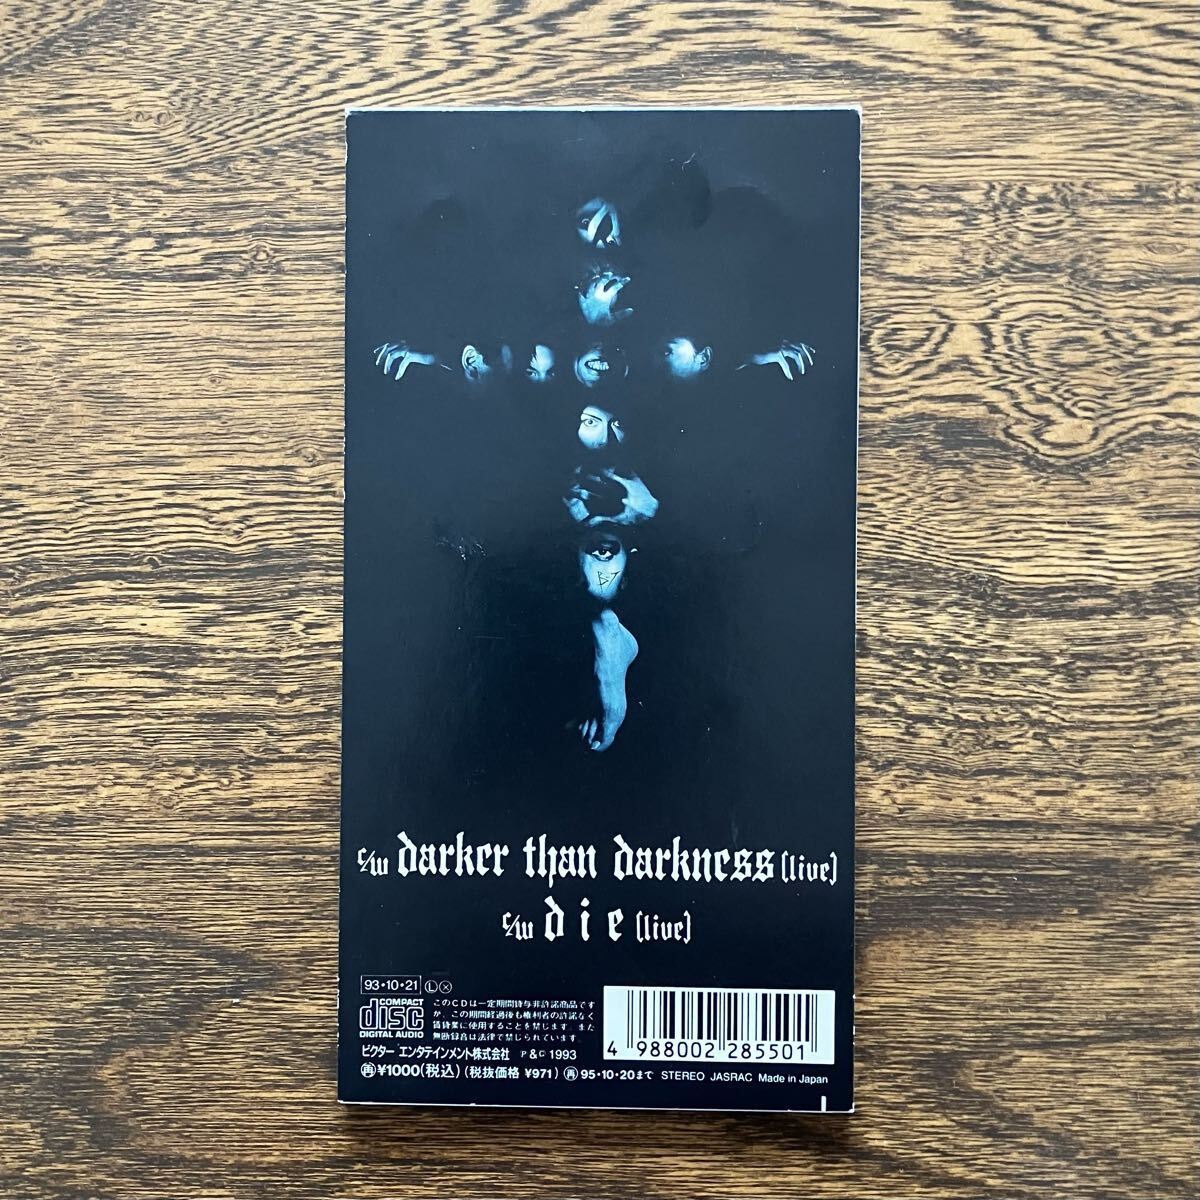 B-T
c/w darker than darkness (live)
c/w die (live)
93•10•21 Ⓛ ⓧ
COMPACT
disc
DIGITAL AUDIO
このCDは一定期間貸与非許諾商品です
が、この期間経過後も権利者の許諾なく
賃貸業に使用することを禁じます。また
無断録音は法律で禁じられています。
ビクターエンタテインメント株式会社 P & C 1993
4 988002 285501
再 ¥1000(税込)(税抜価格 ¥971) 再 95•10•20まで STEREO JASRAC Made in Japan